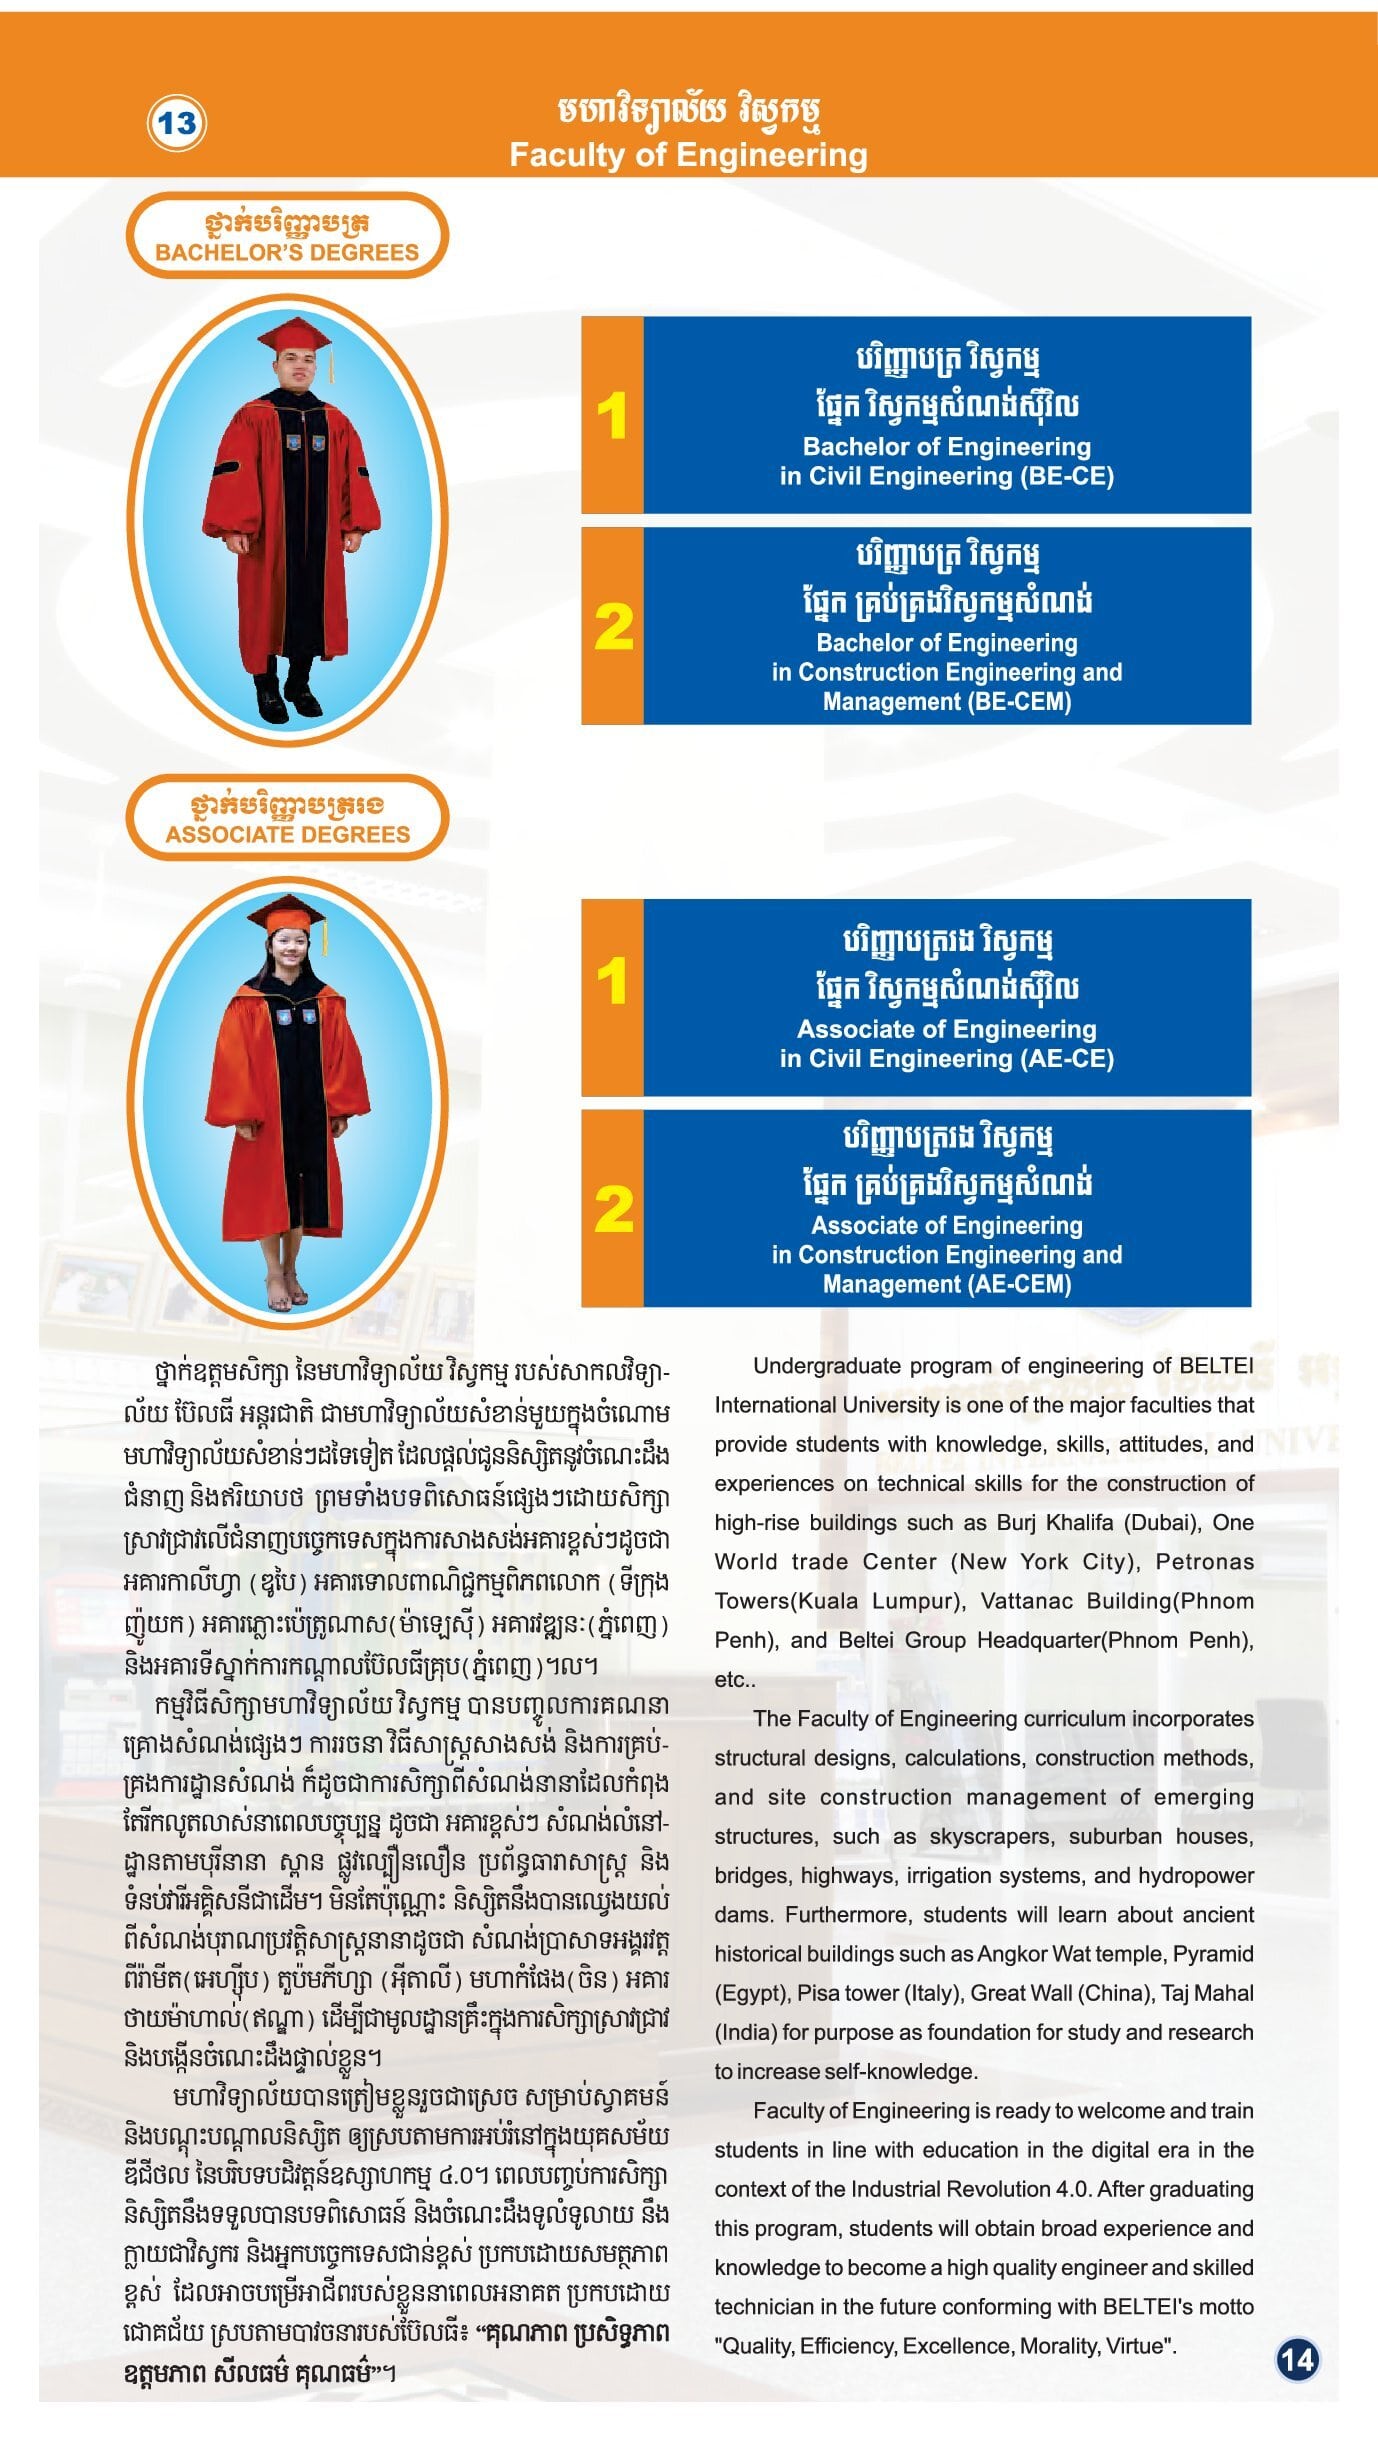 13
មហាវិទ្យាល័យ វិស្វកម្ម
Faculty of Engineering
ថ្នាក់បរិញ្ញាបត្រ
BACHELOR'S DEGREES
1
បរិញ្ញាបត្រ វិស្វកម្ម
ផ្នែក វិស្វកម្មសំណង់ស៊ីវិល
Bachelor of Engineering
in Civil Engineering (BE-CE)
2
បរិញ្ញាបត្រ វិស្វកម្ម
ផ្នែក គ្រប់គ្រងវិស្វកម្មសំណង់
Bachelor of Engineering
in Construction Engineering and
Management (BE-CEM)
ថ្នាក់បរិញ្ញាបត្ររង
ASSOCIATE DEGREES
1
បរិញ្ញាបត្ររង វិស្វកម្ម
ផ្នែក វិស្វកម្មសំណង់ស៊ីវិល
Associate of Engineering
in Civil Engineering (AE-CE)
2
បរិញ្ញាបត្ររង វិស្វកម្ម
ផ្នែក គ្រប់គ្រងវិស្វកម្មសំណង់
Associate of Engineering
in Construction Engineering and
Management (AE-CEM)
ថ្នាក់ឧត្តមសិក្សា នៃមហាវិទ្យាល័យ វិស្វកម្ម របស់សាកលវិទ្យា-
ល័យ ប៊ែលធី អន្តរជាតិ ជាមហាវិទ្យាល័យសំខាន់មួយក្នុងចំណោម
មហាវិទ្យាល័យសំខាន់ៗដទៃទៀត ដែលផ្តល់ជូននិស្សិតនូវចំណេះដឹង
ជំនាញ និងឥរិយាបថ ព្រមទាំងបទពិសោធន៍ផ្សេងៗដោយសិក្សា
ស្រាវជ្រាវលើជំនាញបច្ចេកទេសក្នុងការសាងសង់អគារខ្ពស់ៗដូចជា
អគារកាលីហ្វា (ឌូបៃ) អគារទោលពាណិជ្ជកម្មពិភពលោក (ទីក្រុង
ញ៉ូយក) អគារភ្លោះប៉េត្រូណាស(ម៉ាឡេស៊ី) អគារវឌ្ឍនៈ(ភ្នំពេញ)
និងអគារទីស្នាក់ការកណ្តាលប៊ែលធីគ្រុប(ភ្នំពេញ)។ល។
កម្មវិធីសិក្សាមហាវិទ្យាល័យ វិស្វកម្ម បានបញ្ចូលការគណនា
គ្រោងសំណង់ផ្សេងៗ ការរចនា វិធីសាស្ត្រសាងសង់ និងការគ្រប់-
គ្រងការដ្ឋានសំណង់ ក៏ដូចជាការសិក្សាពីសំណង់នានាដែលកំពុង
តែរីកលូតលាស់នាពេលបច្ចុប្បន្ន ដូចជា អគារខ្ពស់ៗ សំណង់លំនៅ-
ដ្ឋានតាមបុរីនានា ស្ពាន ផ្លូវល្បឿនលឿន ប្រព័ន្ធធារាសាស្ត្រ និង
ទំនប់វារីអគ្គិសនីជាដើម។ មិនតែប៉ុណ្ណោះ និស្សិតនឹងបានឈ្វេងយល់
ពីសំណង់បុរាណប្រវត្តិសាស្ត្រនានាដូចជា សំណង់ប្រាសាទអង្គរវត្ត
ពីរ៉ាមីត(អេហ្ស៊ីប) តួប៉មភីហ្សា (អ៊ីតាលី) មហាកំផែង(ចិន) អគារ
ថាយម៉ាហាល់(ឥណ្ឌា) ដើម្បីជាមូលដ្ឋានគ្រឹះក្នុងការសិក្សាស្រាវជ្រាវ
និងបង្កើនចំណេះដឹងផ្ទាល់ខ្លួន។
មហាវិទ្យាល័យបានត្រៀមខ្លួនរួចជាស្រេច សម្រាប់ស្វាគមន៍
និងបណ្តុះបណ្តាលនិស្សិត ឲ្យស្របតាមការអប់រំនៅក្នុងយុគសម័យ
ឌីជីថល នៃបរិបទបដិវត្តន៍ឧស្សាហកម្ម ៤.០។ ពេលបញ្ចប់ការសិក្សា
និស្សិតនឹងទទួលបានបទពិសោធន៍ និងចំណេះដឹងទូលំទូលាយ នឹង
ក្លាយជាវិស្វករ និងអ្នកបច្ចេកទេសជាន់ខ្ពស់ ប្រកបដោយសមត្ថភាព
ខ្ពស់ ដែលអាចបម្រើអាជីពរបស់ខ្លួននាពេលអនាគត ប្រកបដោយ
ជោគជ័យ ស្របតាមបាវចនារបស់ប៊ែលធី៖ “គុណភាព ប្រសិទ្ធភាព
ឧត្តមភាព សីលធម៌ គុណធម៌”។
Undergraduate program of engineering of BELTEI
International University is one of the major faculties that
provide students with knowledge, skills, attitudes, and
experiences on technical skills for the construction of
high-rise buildings such as Burj Khalifa (Dubai), One
World trade Center (New York City), Petronas
Towers(Kuala Lumpur), Vattanac Building(Phnom
Penh), and Beltei Group Headquarter(Phnom Penh),
etc..
The Faculty of Engineering curriculum incorporates
structural designs, calculations, construction methods,
and site construction management of emerging
structures, such as skyscrapers, suburban houses,
bridges, highways, irrigation systems, and hydropower
dams. Furthermore, students will learn about ancient
historical buildings such as Angkor Wat temple, Pyramid
(Egypt), Pisa tower (Italy), Great Wall (China), Taj Mahal
(India) for purpose as foundation for study and research
to increase self-knowledge.
Faculty of Engineering is ready to welcome and train
students in line with education in the digital era in the
context of the Industrial Revolution 4.0. After graduating
this program, students will obtain broad experience and
knowledge to become a high quality engineer and skilled
technician in the future conforming with BELTEI's motto
"Quality, Efficiency, Excellence, Morality, Virtue".
14